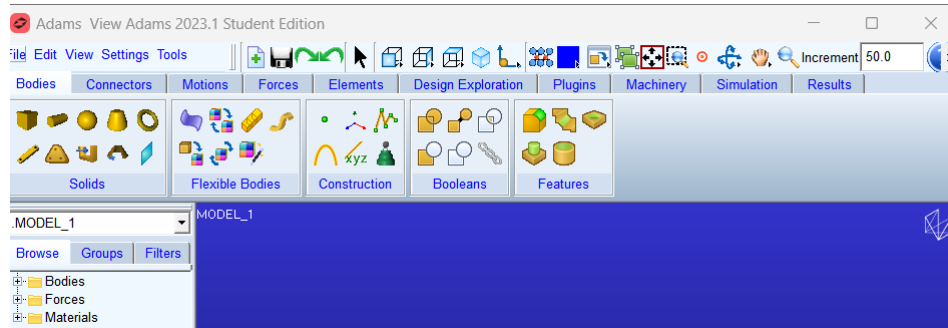 Adams View Adams 2023.1 Student Edition
File Edit View Settings Tools Increment 50.0
Bodies Connectors Motions Forces Elements Design Exploration Plugins Machinery Simulation Results
xyz
Solids Flexible Bodies Construction Booleans Features
.MODEL_1
MODEL_1
Browse Groups Filters
Bodies
Forces
Materials